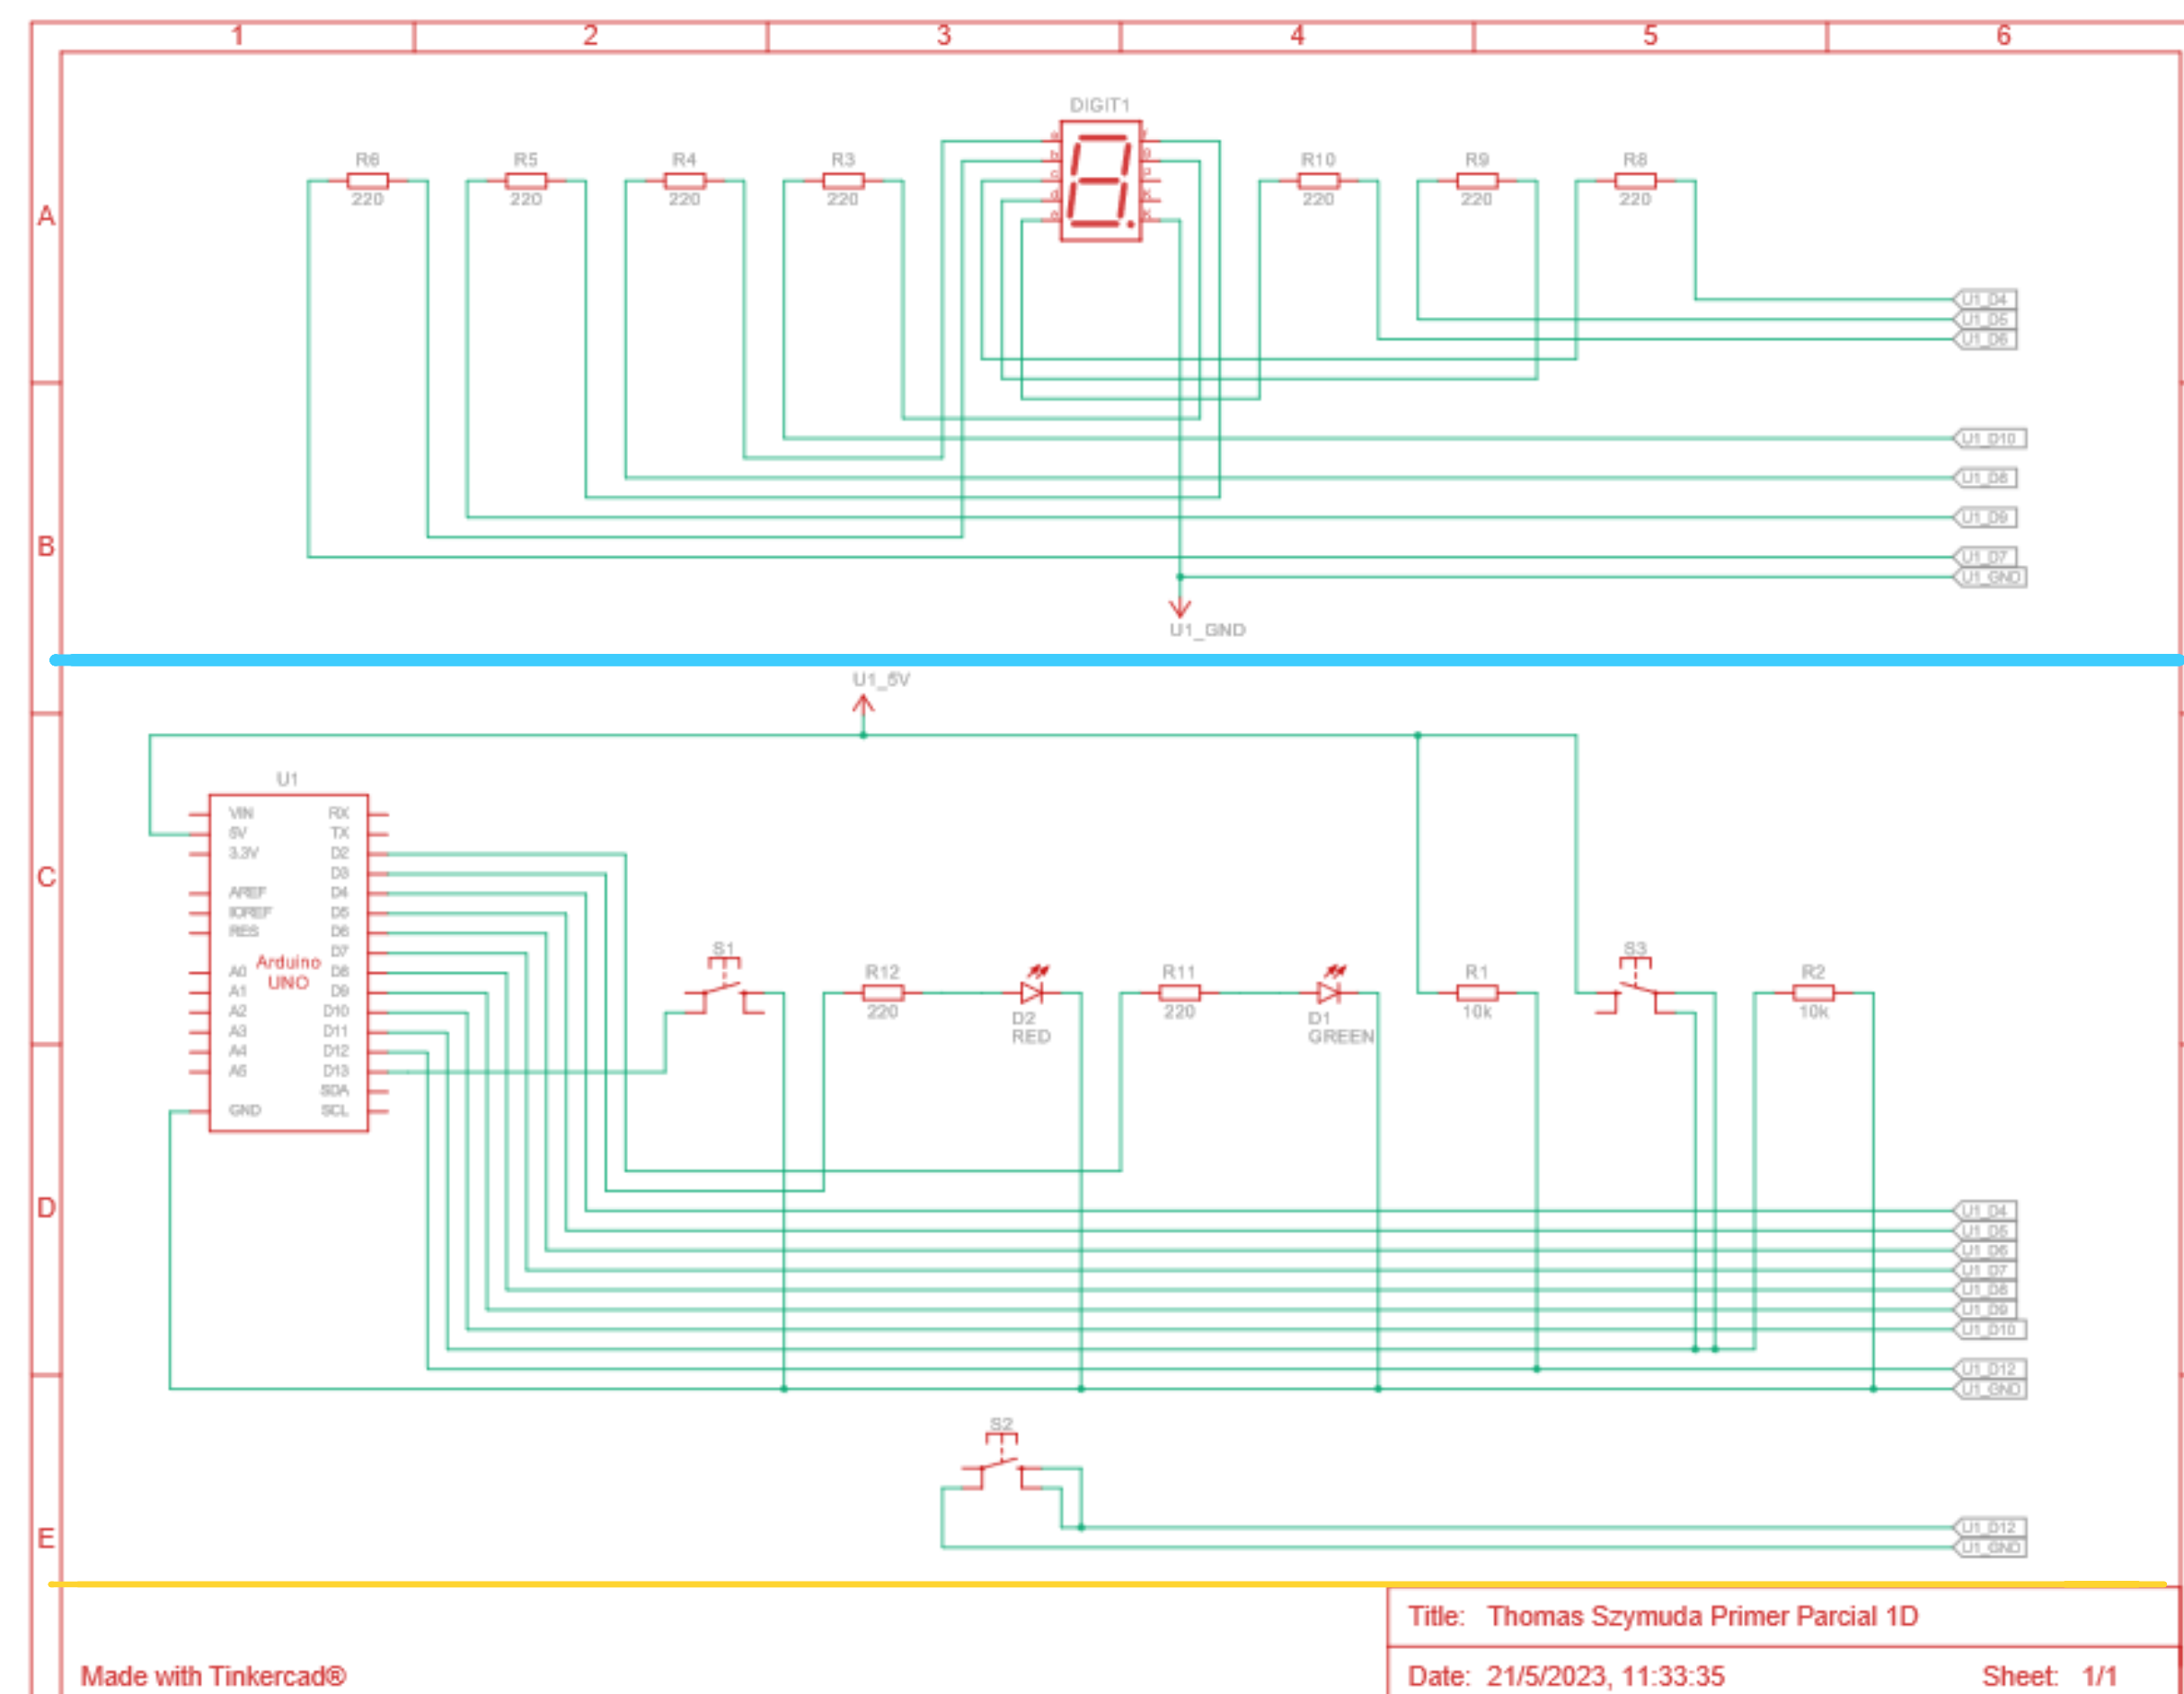 1 2 3 4 5 6
DIGIT1
R6 R5 R4 R3 R10 R9 R8
220 220 220 220 220 220 220
A
U1_D4
U1_D5
U1_D6
U1_D10
U1_D8
U1_D9
B
U1_D7
U1_GND
U1_GND
U1_5V
U1
VIN RX
5V TX
3.3V D2
D3
C
AREF D4
IOREF D5
RES D6
D7
Arduino
UNO
A0 D8
A1 D9
A2 D10
A3 D11
A4 D12
A5 D13
SDA
GND SCL
S1 S3
R12 R11 R1 R2
220 220 10k 10k
D2 D1
RED GREEN
D
U1_D4
U1_D5
U1_D6
U1_D7
U1_D8
U1_D9
U1_D10
U1_D12
U1_GND
S2
E
U1_D12
U1_GND
Title: Thomas Szymuda Primer Parcial 1D
Made with Tinkercad®
Date: 21/5/2023, 11:33:35 Sheet: 1/1